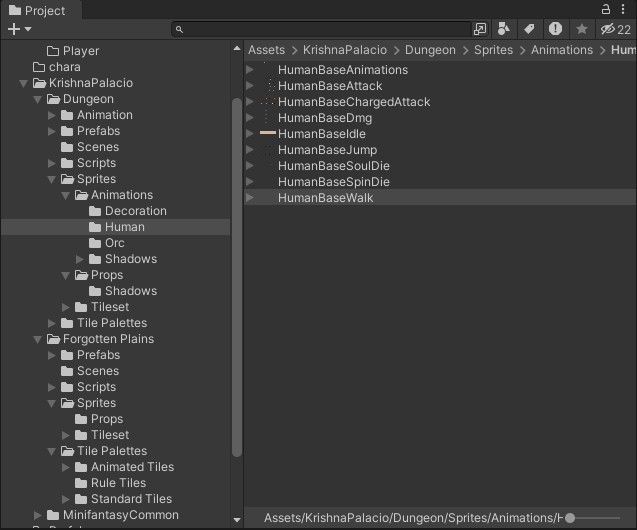 Project
22
Player
chara
KrishnaPalacio
Dungeon
Animation
Prefabs
Scenes
Scripts
Sprites
Animations
Decoration
Human
Orc
Shadows
Props
Shadows
Tileset
Tile Palettes
Forgotten Plains
Prefabs
Scenes
Scripts
Sprites
Props
Tileset
Tile Palettes
Animated Tiles
Rule Tiles
Standard Tiles
MinifantasyCommon
Assets > KrishnaPalacio > Dungeon > Sprites > Animations > Hum
HumanBaseAnimations
HumanBaseAttack
HumanBaseChargedAttack
HumanBaseDmg
HumanBaseIdle
HumanBaseJump
HumanBaseSoulDie
HumanBaseSpinDie
HumanBaseWalk
Assets/KrishnaPalacio/Dungeon/Sprites/Animations/H